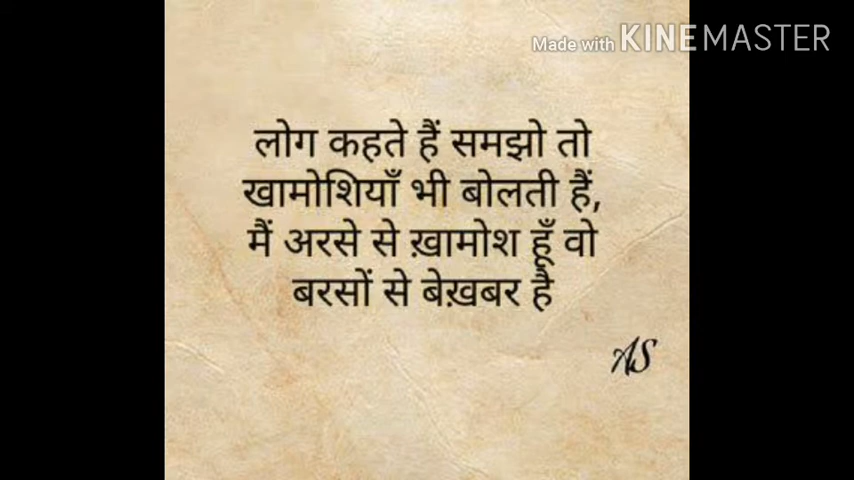 Made with KINEMASTER
लोग कहते हैं समझो तो
खामोशियाँ भी बोलती हैं,
मैं अरसे से ख़ामोश हूँ वो
बरसों से बेख़बर है
AS